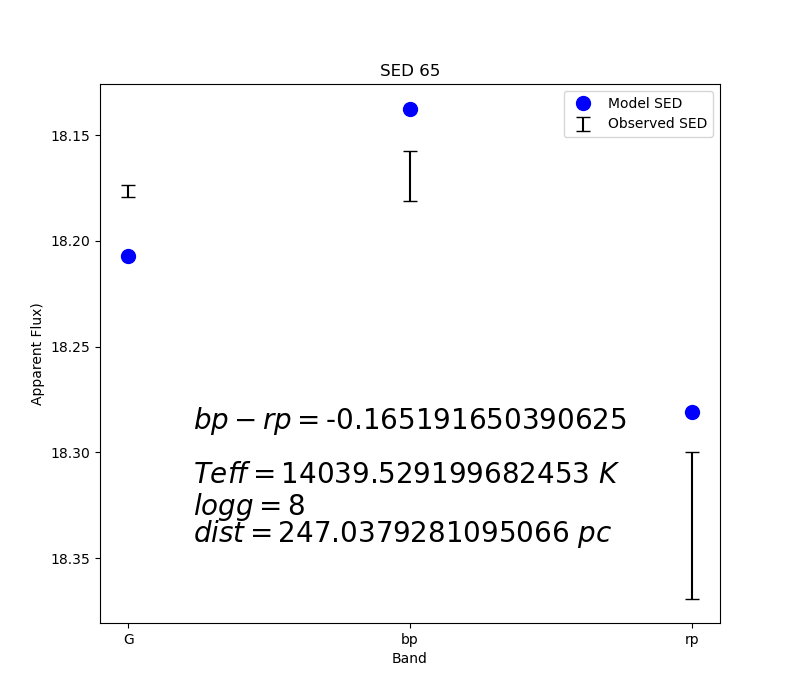 SED 65
Model SED
Observed SED
18.15
18.20
18.25
18.30
18.35
Apparent Flux)
bp − rp = -0.165191650390625
Teff = 14039.529199682453 K
logg = 8
dist = 247.0379281095066 pc
G
bp
rp
Band